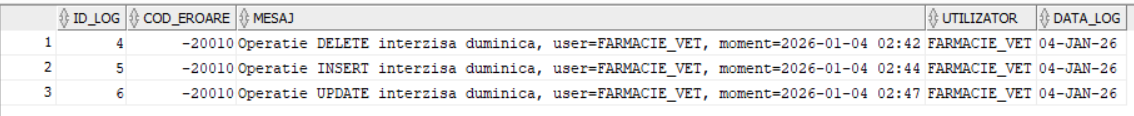 ID_LOG COD_EROARE MESAJ UTILIZATOR DATA_LOG
1 4 -20010 Operatie DELETE interzisa duminica, user=FARMACIE_VET, moment=2026-01-04 02:42 FARMACIE_VET 04-JAN-26
2 5 -20010 Operatie INSERT interzisa duminica, user=FARMACIE_VET, moment=2026-01-04 02:44 FARMACIE_VET 04-JAN-26
3 6 -20010 Operatie UPDATE interzisa duminica, user=FARMACIE_VET, moment=2026-01-04 02:47 FARMACIE_VET 04-JAN-26